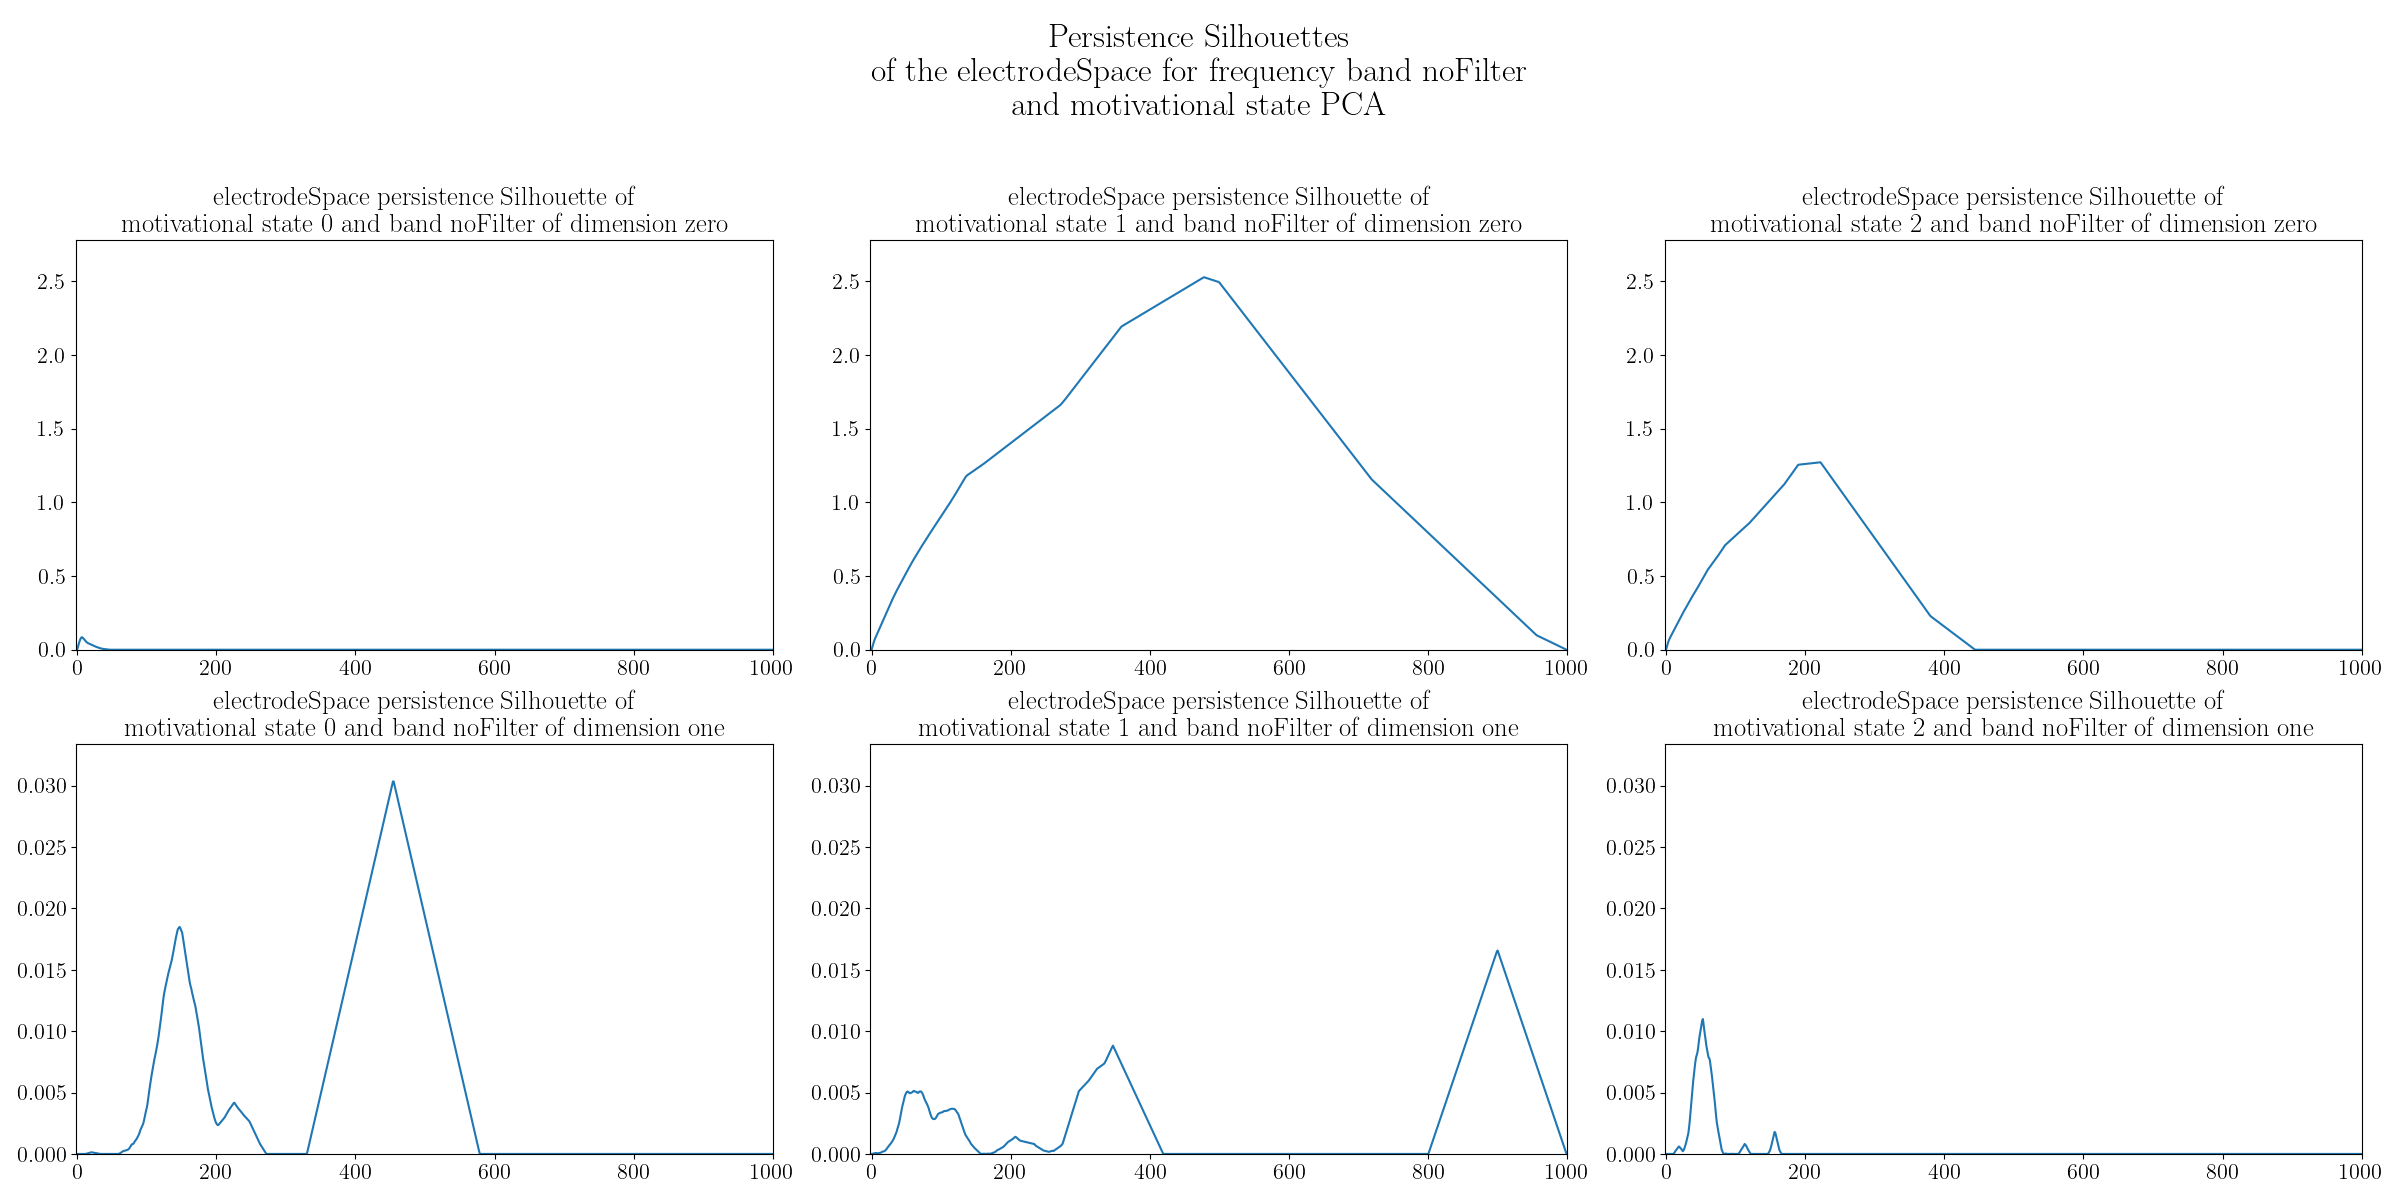 Persistence Silhouettes
of the electrodeSpace for frequency band noFilter
and motivational state PCA
electrodeSpace persistence Silhouette of
motivational state 0 and band noFilter of dimension zero
2.5
2.0
1.5
1.0
0.5
0.0
0 200 400 600 800 1000
electrodeSpace persistence Silhouette of
motivational state 1 and band noFilter of dimension zero
2.5
2.0
1.5
1.0
0.5
0.0
0 200 400 600 800 1000
electrodeSpace persistence Silhouette of
motivational state 2 and band noFilter of dimension zero
2.5
2.0
1.5
1.0
0.5
0.0
0 200 400 600 800 1000
electrodeSpace persistence Silhouette of
motivational state 0 and band noFilter of dimension one
0.030
0.025
0.020
0.015
0.010
0.005
0.000
0 200 400 600 800 1000
electrodeSpace persistence Silhouette of
motivational state 1 and band noFilter of dimension one
0.030
0.025
0.020
0.015
0.010
0.005
0.000
0 200 400 600 800 1000
electrodeSpace persistence Silhouette of
motivational state 2 and band noFilter of dimension one
0.030
0.025
0.020
0.015
0.010
0.005
0.000
0 200 400 600 800 1000